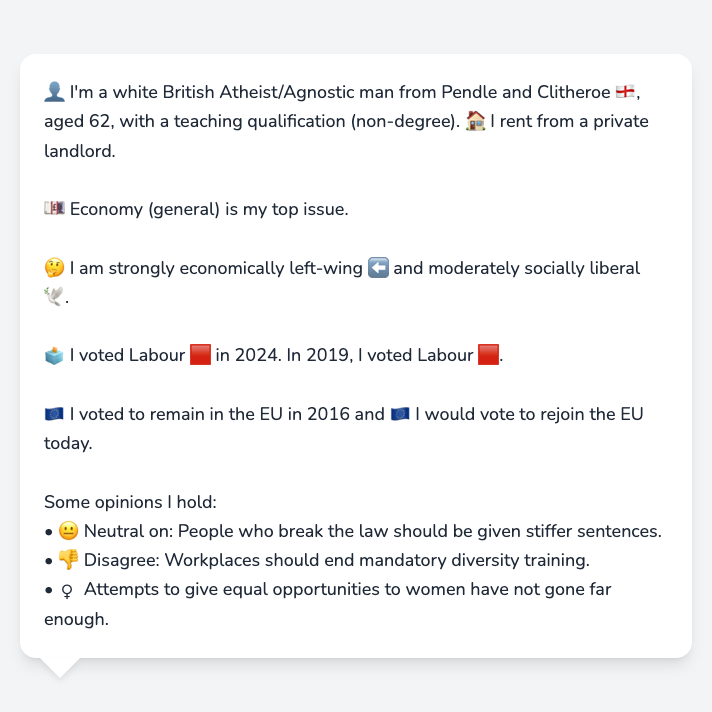 👤 I'm a white British Atheist/Agnostic man from Pendle and Clitheroe 🏴󠁧󠁢󠁥󠁮󠁧󠁿,
aged 62, with a teaching qualification (non-degree). 🏠 I rent from a private
landlord.
💷 Economy (general) is my top issue.
🤔 I am strongly economically left-wing ⬅️ and moderately socially liberal
🕊️.
🗳️ I voted Labour 🟥 in 2024. In 2019, I voted Labour 🟥.
🇪🇺 I voted to remain in the EU in 2016 and 🇪🇺 I would vote to rejoin the EU
today.
Some opinions I hold:
• 😐 Neutral on: People who break the law should be given stiffer sentences.
• 👎 Disagree: Workplaces should end mandatory diversity training.
• ♀ Attempts to give equal opportunities to women have not gone far
enough.